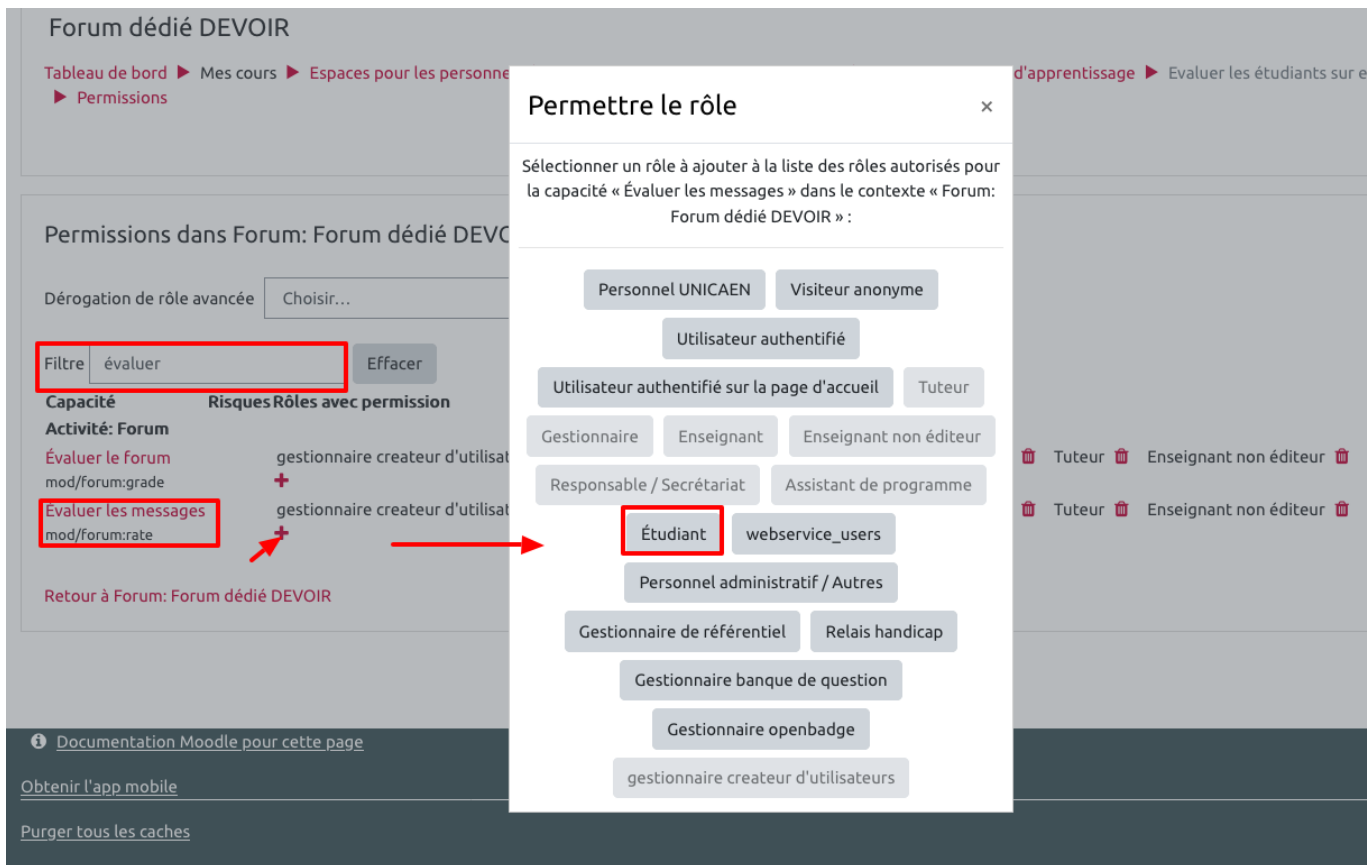 Forum dédié DEVOIR
Tableau de bord ▶ Mes cours ▶ Espaces pour les personne
d'apprentissage ▶ Evaluer les étudiants sur e
▶ Permissions
Permettre le rôle ×
Sélectionner un rôle à ajouter à la liste des rôles autorisés pour
la capacité « Évaluer les messages » dans le contexte « Forum:
Forum dédié DEVOIR » :
Permissions dans Forum: Forum dédié DEVO
Dérogation de rôle avancée Choisir...
Filtre évaluer Effacer
Capacité Risques Rôles avec permission
Activité: Forum
Évaluer le forum gestionnaire createur d'utilisat
Tuteur Enseignant non éditeur
mod/forum:grade
Évaluer les messages gestionnaire createur d'utilisat
Tuteur Enseignant non éditeur
mod/forum:rate
Retour à Forum: Forum dédié DEVOIR
Personnel UNICAEN Visiteur anonyme
Utilisateur authentifié
Utilisateur authentifié sur la page d'accueil Tuteur
Gestionnaire Enseignant Enseignant non éditeur
Responsable / Secrétariat Assistant de programme
Étudiant webservice_users
Personnel administratif / Autres
Gestionnaire de référentiel Relais handicap
Gestionnaire banque de question
Gestionnaire openbadge
gestionnaire createur d'utilisateurs
Documentation Moodle pour cette page
Obtenir l'app mobile
Purger tous les caches